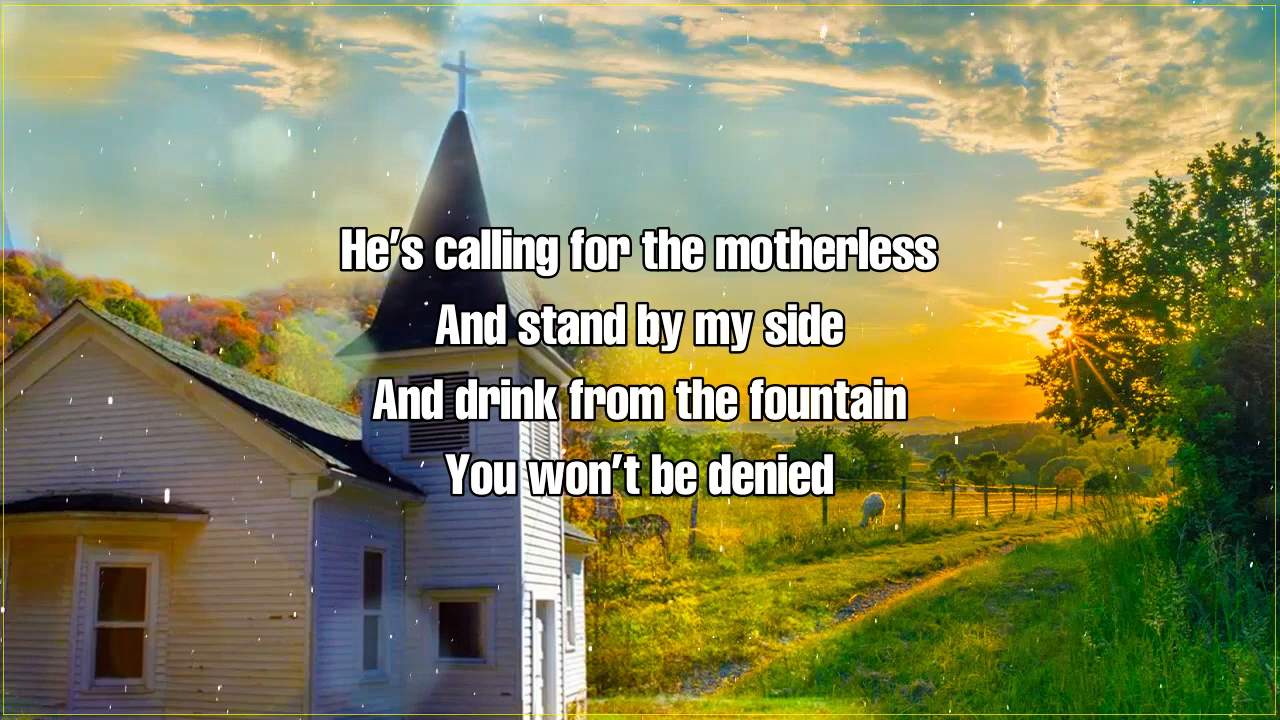 He's calling for the motherless
And stand by my side
And drink from the fountain
You won't be denied